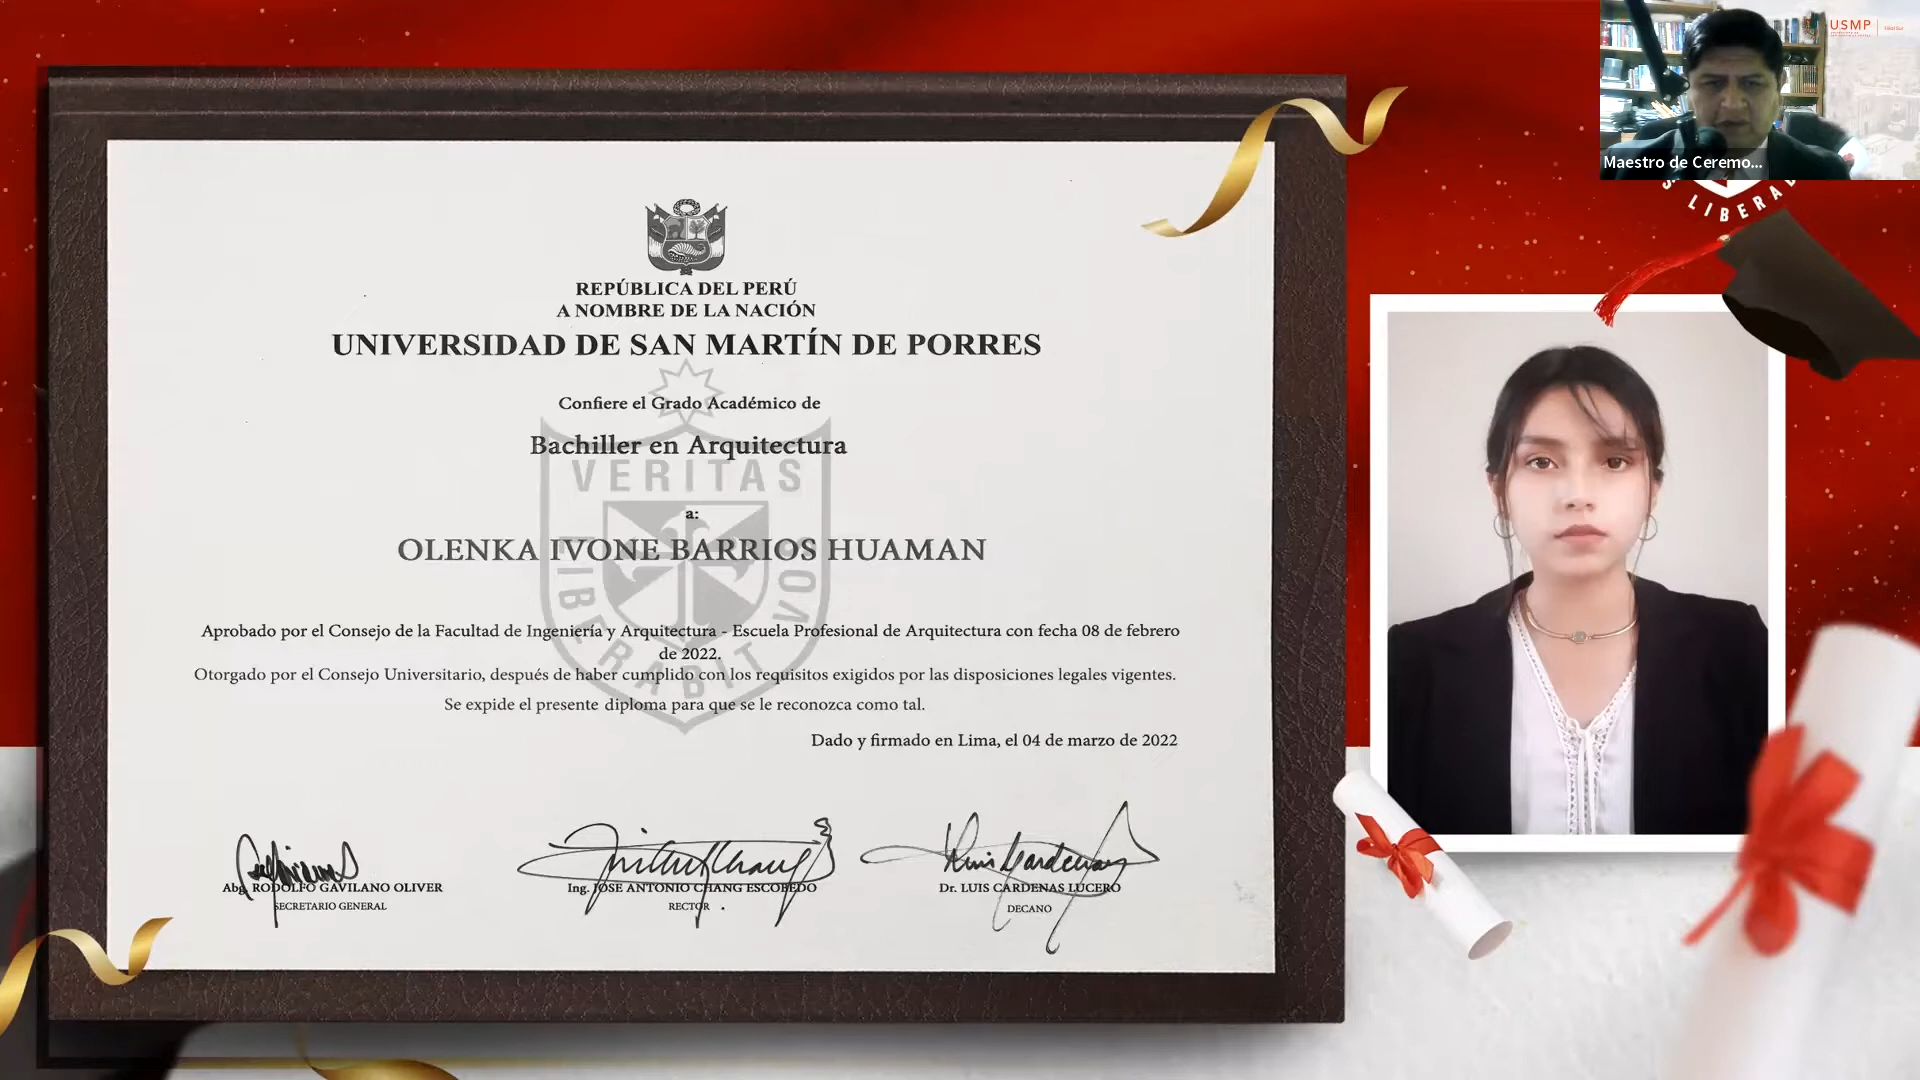 REPÚBLICA DEL PERÚ
A NOMBRE DE LA NACIÓN
UNIVERSIDAD DE SAN MARTÍN DE PORRES
Confiere el Grado Académico de
Bachiller en Arquitectura
VERITAS
LIBERABIT VOS
a:
OLENKA IVONE BARRIOS HUAMAN
Aprobado por el Consejo de la Facultad de Ingeniería y Arquitectura - Escuela Profesional de Arquitectura con fecha 08 de febrero
de 2022.
Otorgado por el Consejo Universitario, después de haber cumplido con los requisitos exigidos por las disposiciones legales vigentes.
Se expide el presente diploma para que se le reconozca como tal.
Dado y firmado en Lima, el 04 de marzo de 2022
Abg. RODOLFO GAVILANO OLIVER
SECRETARIO GENERAL
Ing. JOSE ANTONIO CHANG ESCOBEDO
RECTOR
Dr. LUIS CARDENAS LUCERO
DECANO
USMP
Maestro de Ceremo...
LIBERAB